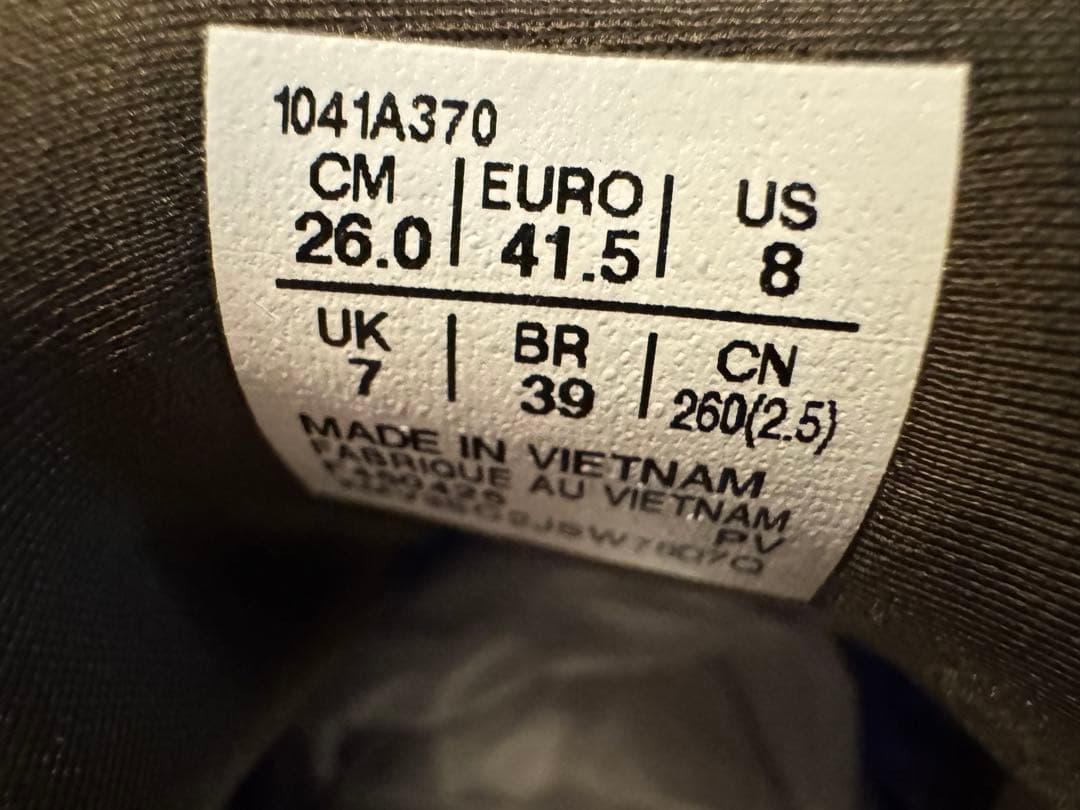 1041A370
CM EURO US
26.0 41.5 8
UK BR CN
7 39 260(2.5)
MADE IN VIETNAM
FABRIQUE AU VIETNAM
PV